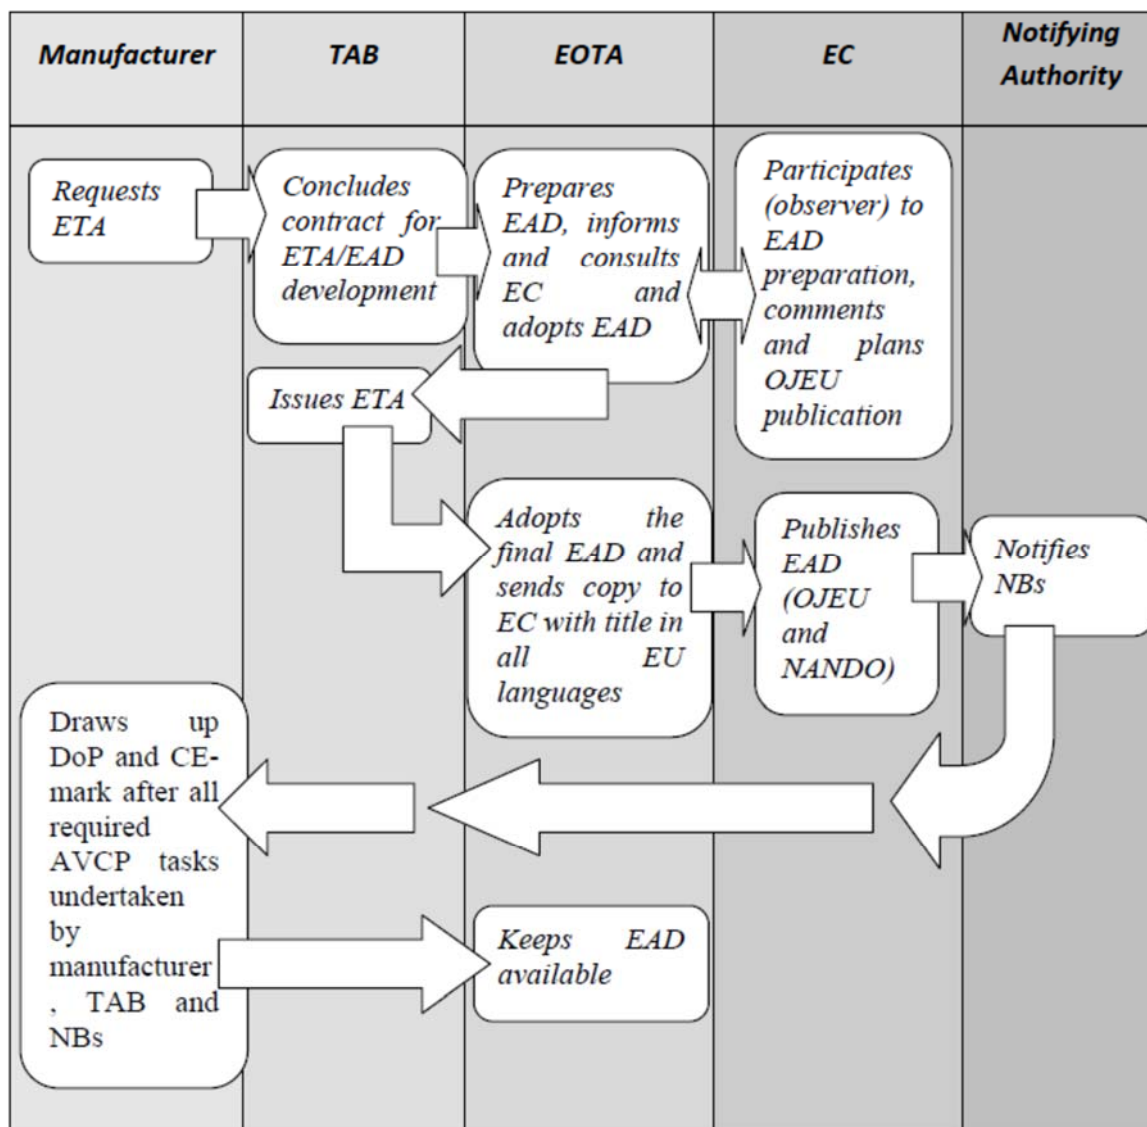 Manufacturer
TAB
EOTA
EC
Notifying
Authority
Requests
ETA
Concludes
contract for
ETA/EAD
development
Prepares
EAD, informs
and consults
EC and
adopts EAD
Participates
(observer) to
EAD
preparation,
comments
and plans
OJEU
publication
Issues ETA
Adopts the
final EAD and
sends copy to
EC with title in
all EU
languages
Publishes
EAD
(OJEU
and
NANDO)
Notifies
NBs
Draws up
DoP and CE-
mark after all
required
AVCP tasks
undertaken
by
manufacturer
, TAB and
NBs
Keeps EAD
available